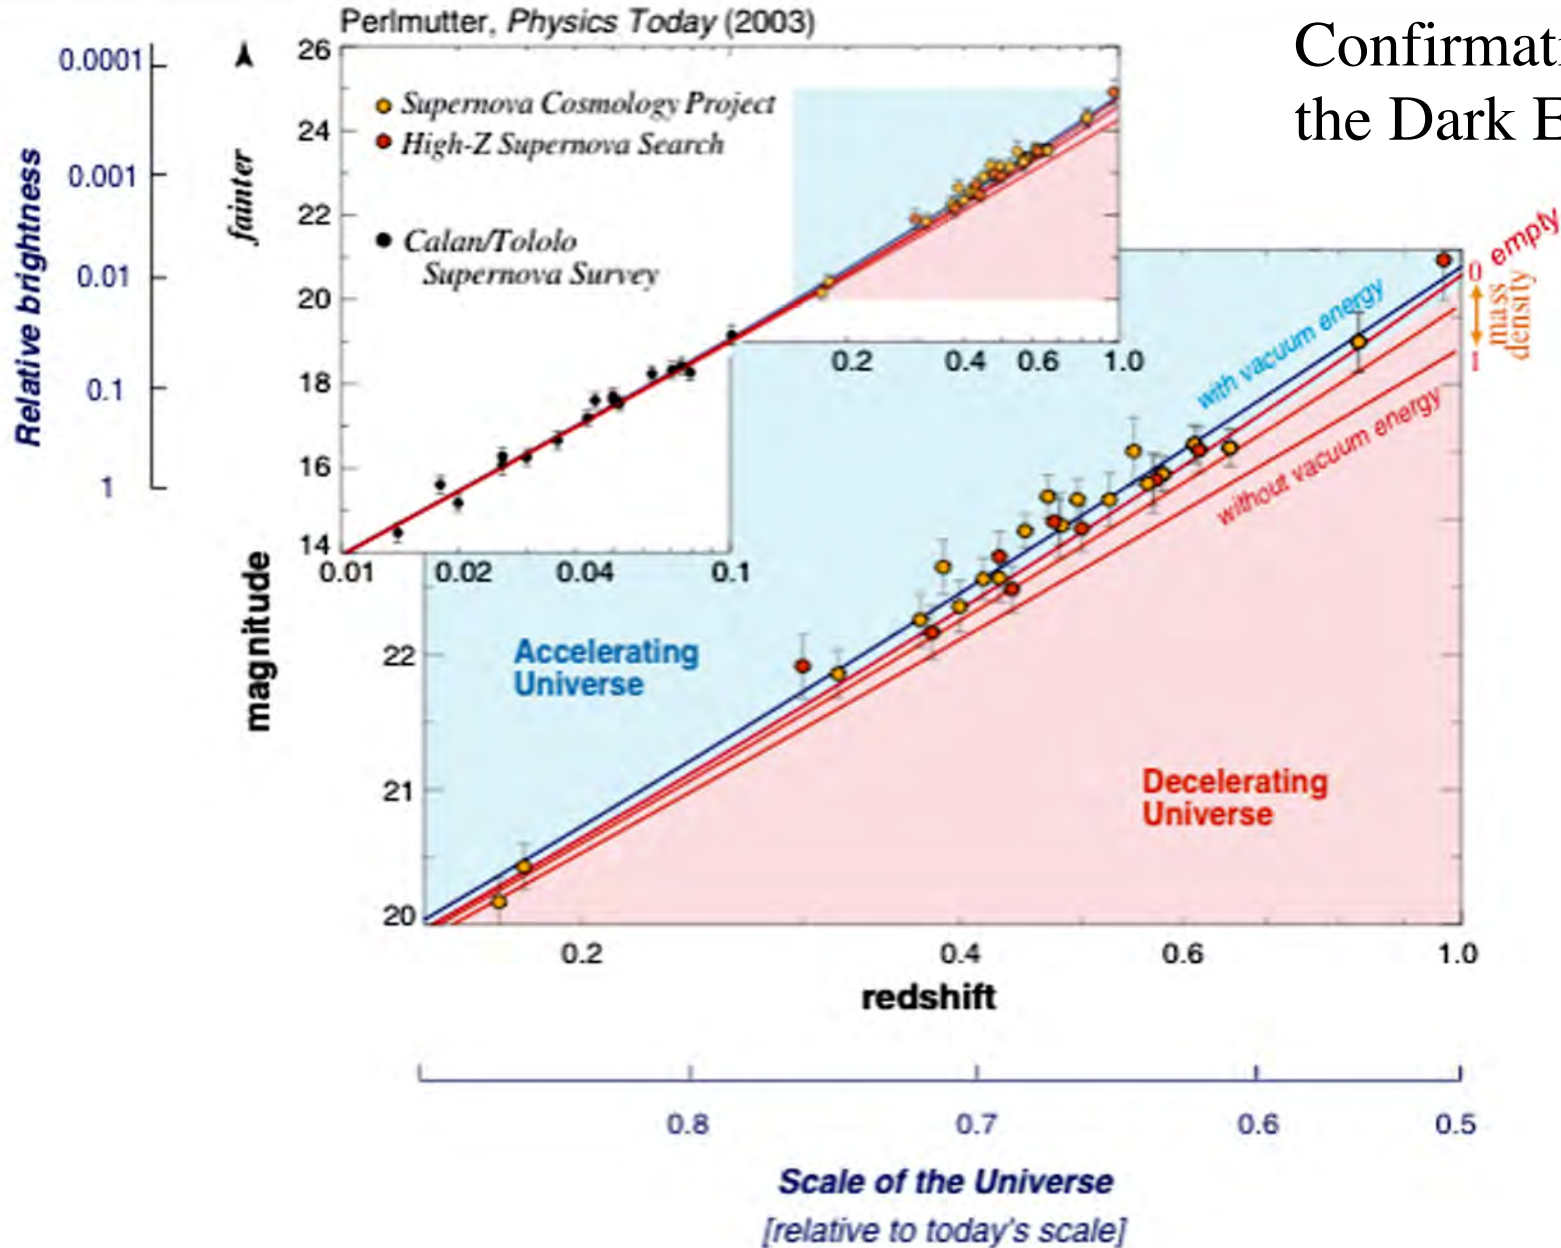 Perlmutter, Physics Today (2003)
Confirmati
the Dark E
Relative brightness
0.0001
0.001
0.01
0.1
1
fainter
magnitude
26
24
22
20
18
16
14
Supernova Cosmology Project
High-Z Supernova Search
Calan/Tololo
Supernova Survey
0.01
0.02
0.04
0.1
0.2
0.4
0.6
1.0
empty
0
mass
density
1
with vacuum energy
without vacuum energy
Accelerating
Universe
Decelerating
Universe
22
21
20
0.2
0.4
0.6
1.0
redshift
0.8
0.7
0.6
0.5
Scale of the Universe
[relative to today's scale]